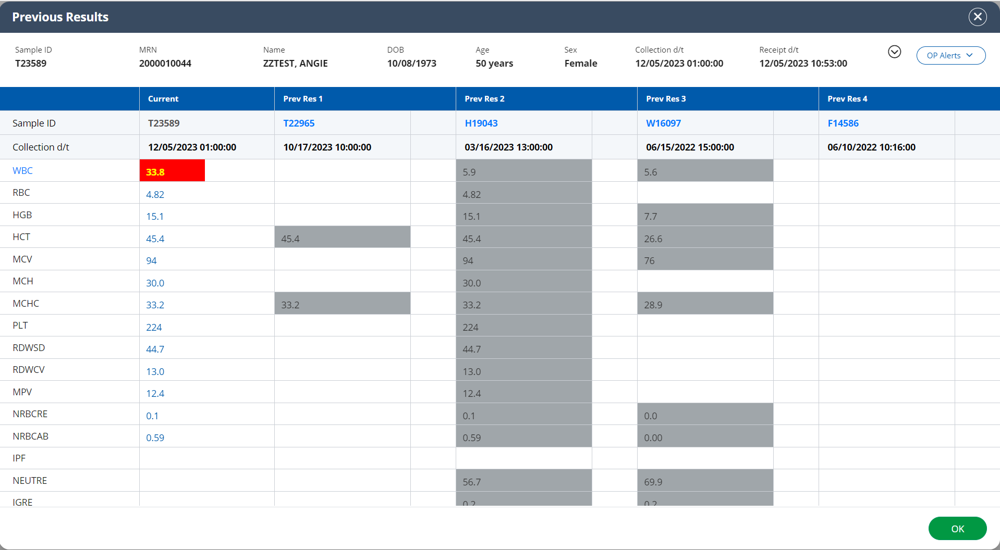 Previous Results
Sample ID MRN Name DOB Age Sex Collection d/t Receipt d/t
T23589 2000010044 ZZTEST, ANGIE 10/08/1973 50 years Female 12/05/2023 01:00:00 12/05/2023 10:53:00
OP Alerts
Current Prev Res 1 Prev Res 2 Prev Res 3 Prev Res 4
Sample ID T23589 T22965 H19043 W16097 F14586
Collection d/t 12/05/2023 01:00:00 10/17/2023 10:00:00 03/16/2023 13:00:00 06/15/2022 15:00:00 06/10/2022 10:16:00
WBC 33.8 5.9 5.6
RBC 4.82 4.82
HGB 15.1 15.1 7.7
HCT 45.4 45.4 45.4 26.6
MCV 94 94 76
MCH 30.0 30.0
MCHC 33.2 33.2 33.2 28.9
PLT 224 224
RDWSD 44.7 44.7
RDWCV 13.0 13.0
MPV 12.4 12.4
NRBCRE 0.1 0.1 0.0
NRBCAB 0.59 0.59 0.00
IPF
NEUTRE 56.7 69.9
IGRE 0.2 0.2
OK